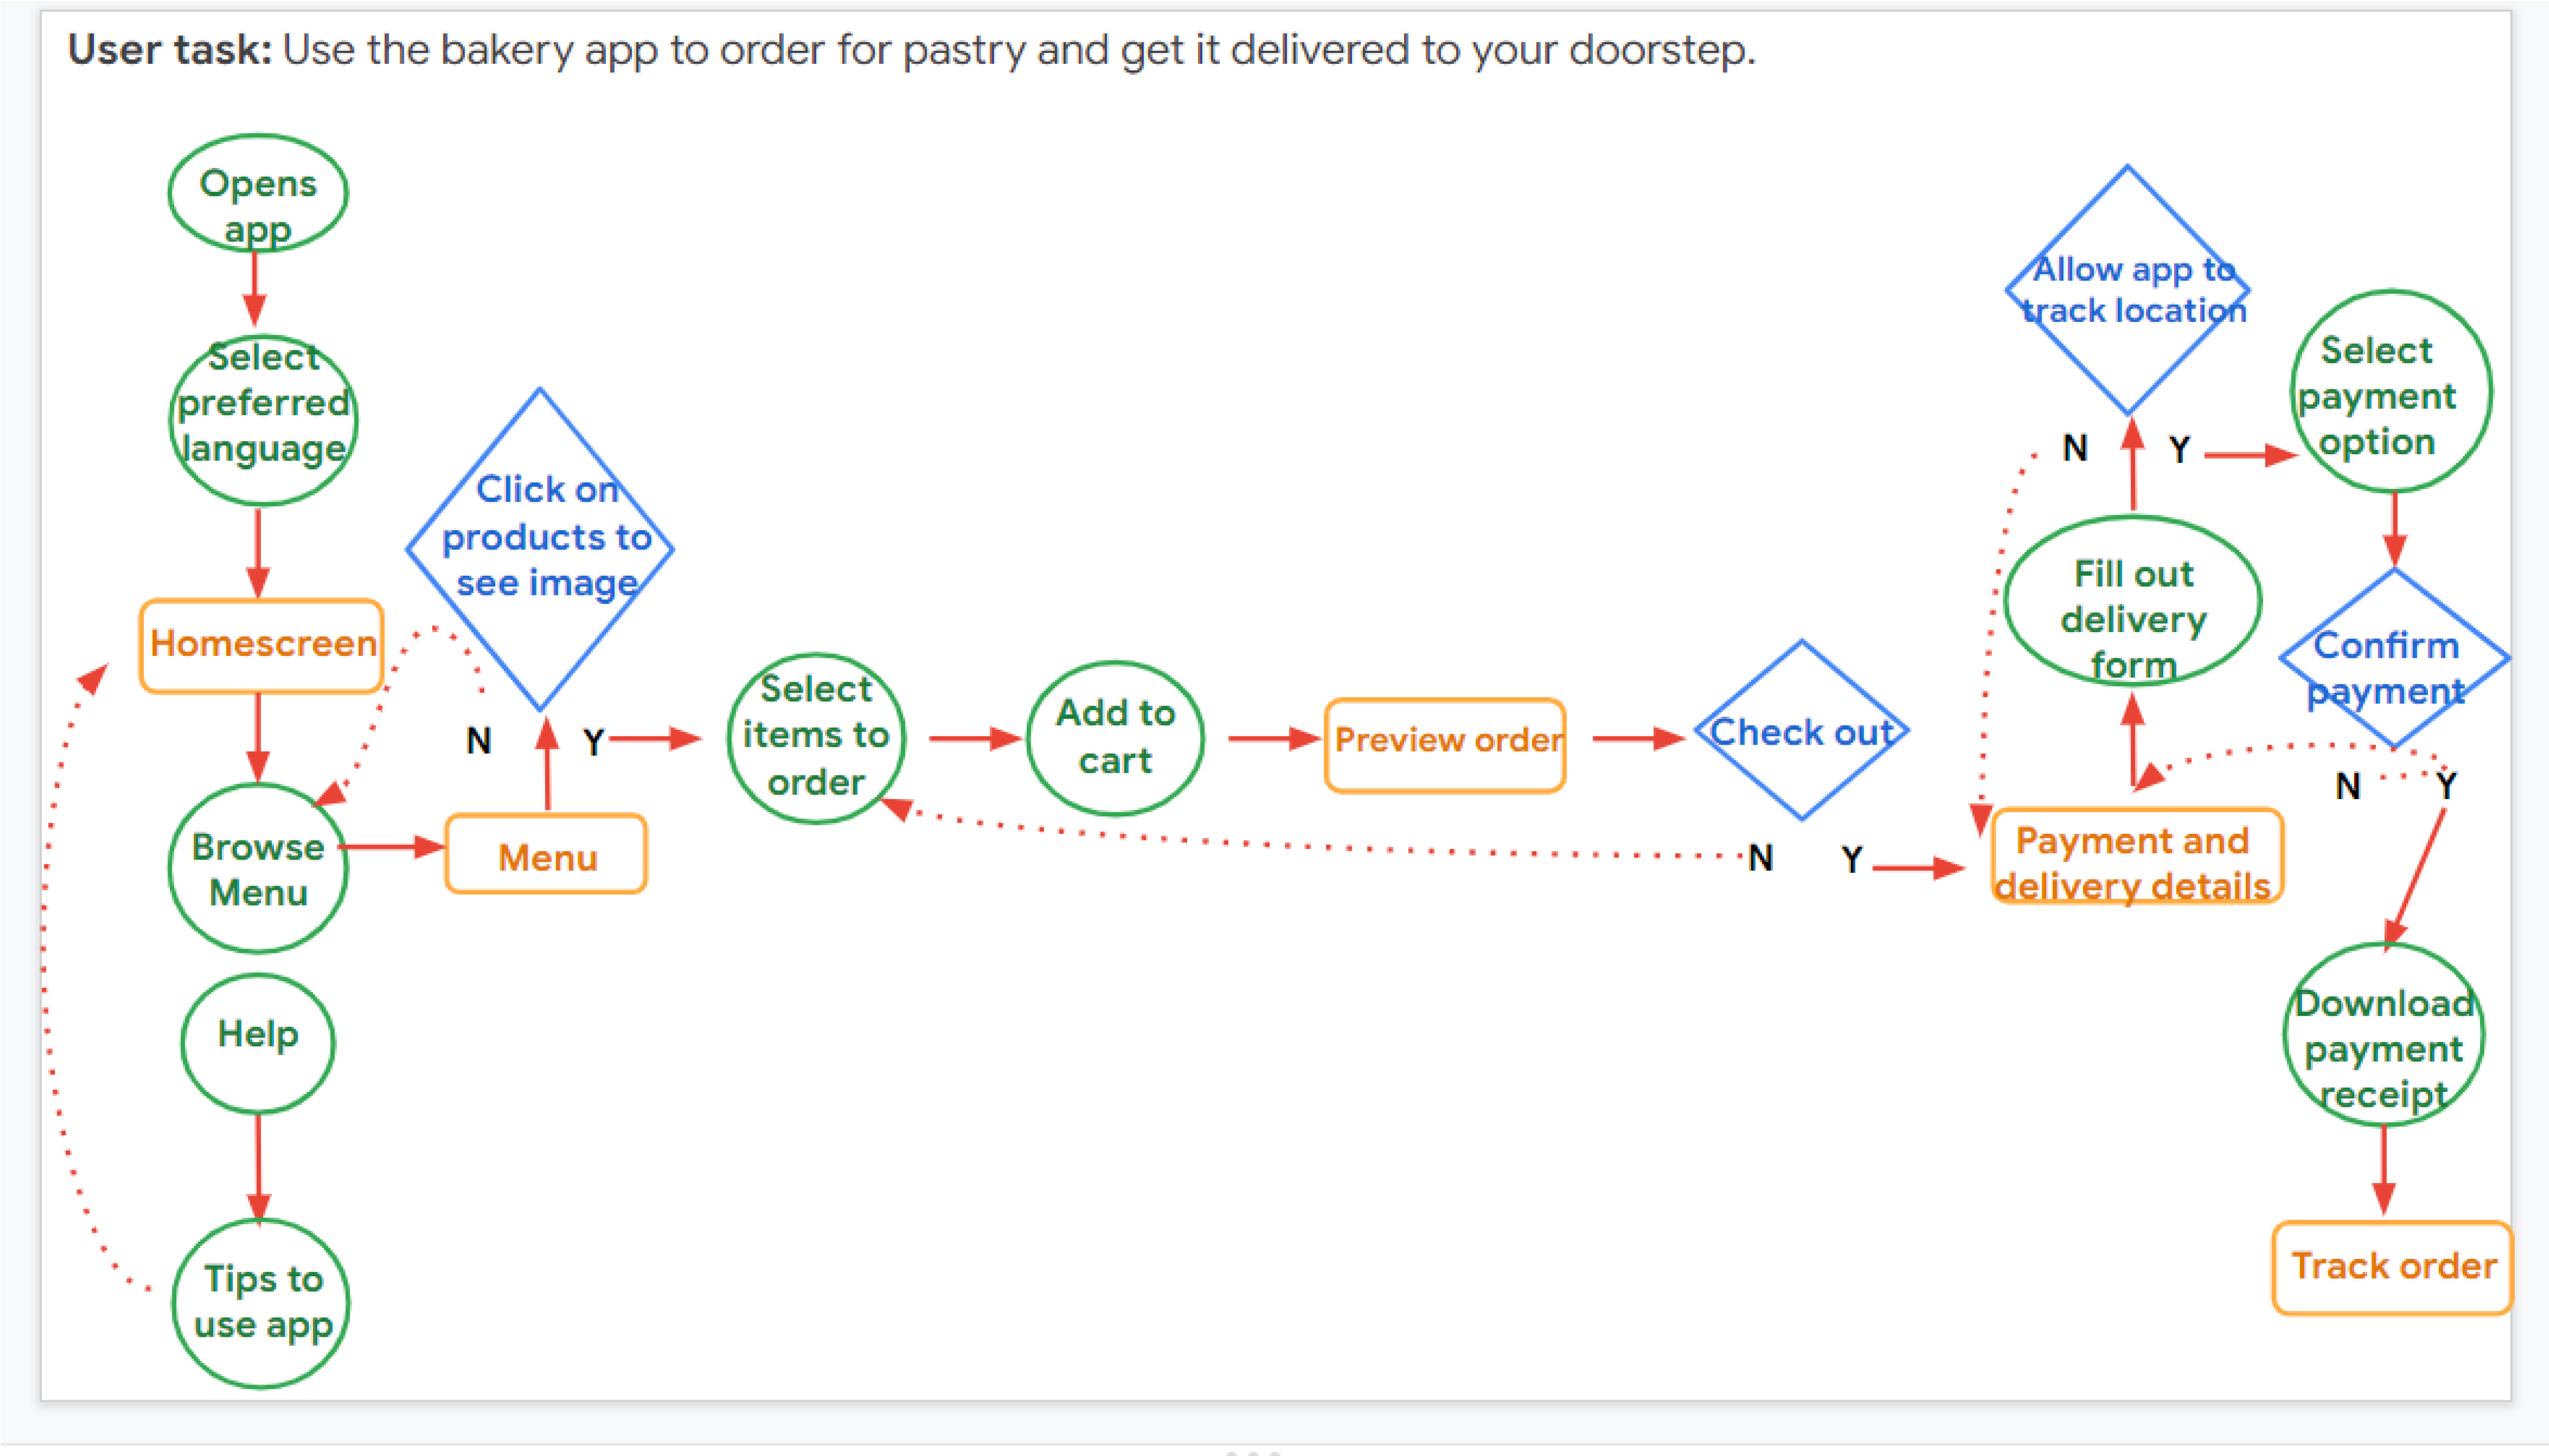 User task: Use the bakery app to order for pastry and get it delivered to your doorstep.
Opens
app
Select
preferred
language
Homescreen
Browse
Menu
Help
Tips to
use app
Click on
products to
see image
N
Y
Menu
Select
items to
order
Add to
cart
Preview order
Check out
N
Y
Allow app to
track location
N
Y
Fill out
delivery
form
Payment and
delivery details
Select
payment
option
Confirm
payment
N
Y
Download
payment
receipt
Track order